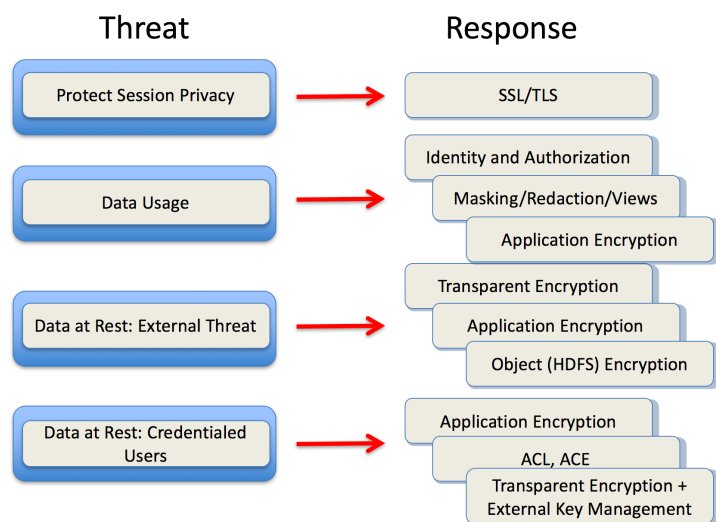 Threat
Response
Protect Session Privacy
SSL/TLS
Data Usage
Identity and Authorization
Masking/Redaction/Views
Application Encryption
Data at Rest: External Threat
Transparent Encryption
Application Encryption
Object (HDFS) Encryption
Data at Rest: Credentialed
Users
Application Encryption
ACL, ACE
Transparent Encryption +
External Key Management